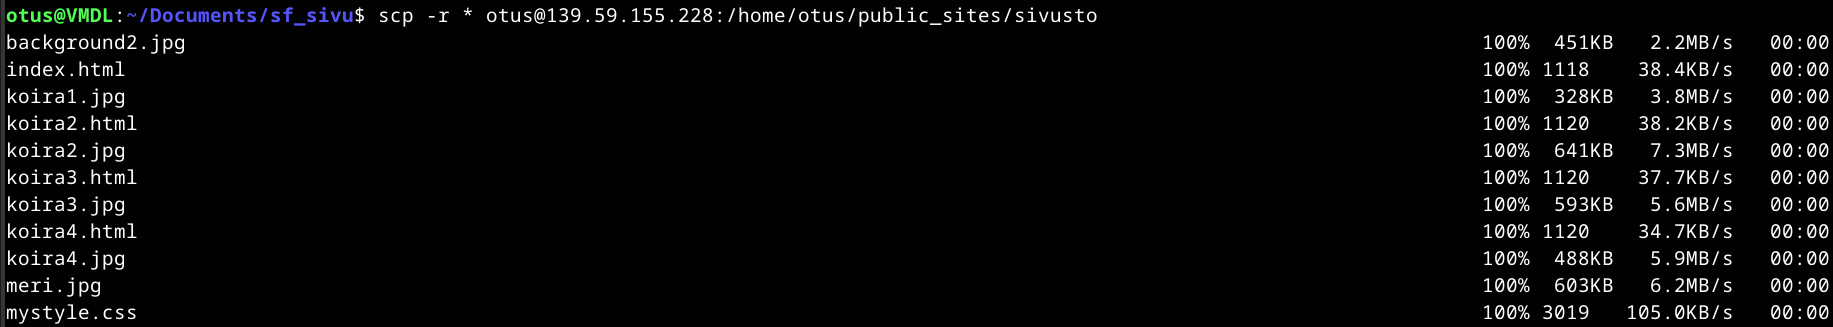 otus@VMDL:~/Documents/sf_sivu$ scp -r * otus@139.59.155.228:/home/otus/public_sites/sivusto
background2.jpg 100% 451KB 2.2MB/s 00:00
index.html 100% 1118 38.4KB/s 00:00
koira1.jpg 100% 328KB 3.8MB/s 00:00
koira2.html 100% 1120 38.2KB/s 00:00
koira2.jpg 100% 641KB 7.3MB/s 00:00
koira3.html 100% 1120 37.7KB/s 00:00
koira3.jpg 100% 593KB 5.6MB/s 00:00
koira4.html 100% 1120 34.7KB/s 00:00
koira4.jpg 100% 488KB 5.9MB/s 00:00
meri.jpg 100% 603KB 6.2MB/s 00:00
mystyle.css 100% 3019 105.0KB/s 00:00